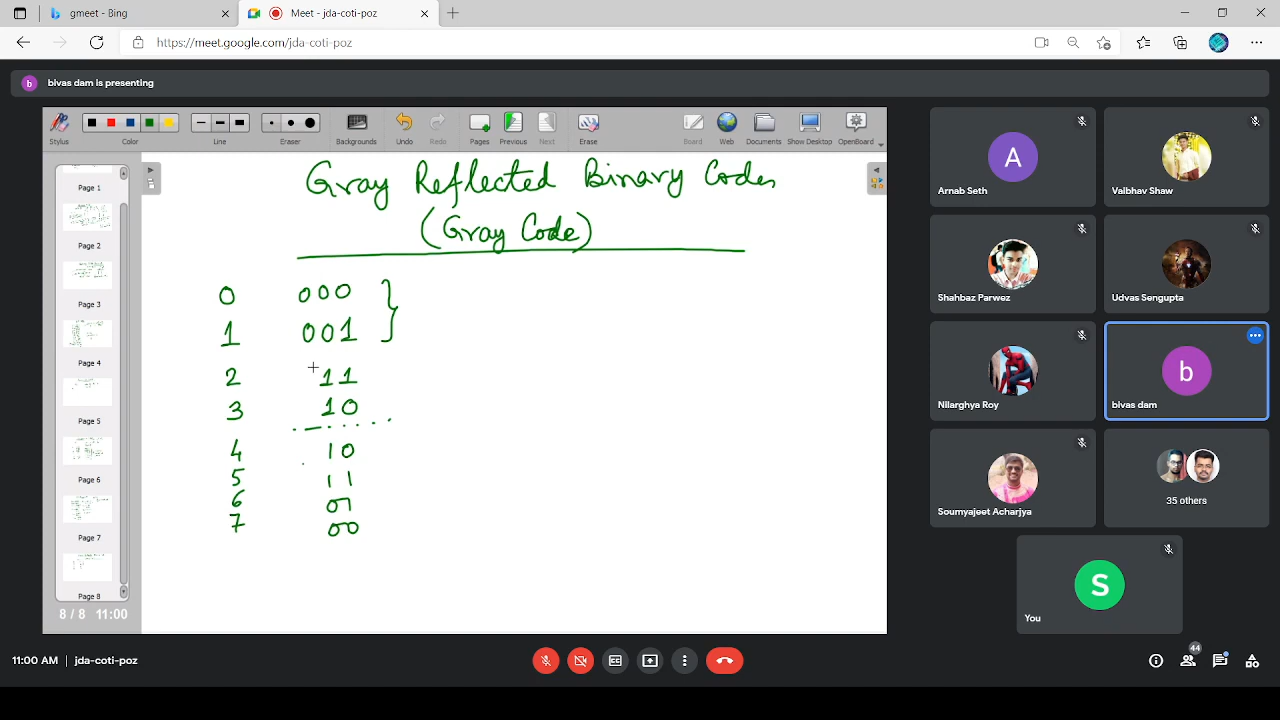 gmeet - Bing
Meet - jda-coti-poz
https://meet.google.com/jda-coti-poz
b bivas dam is presenting
Stylus Color Line Eraser Backgrounds Undo Redo Pages Previous Next Erase Board Web Documents Show Desktop OpenBoard
Page 1
Page 2
Page 3
Page 4
Page 5
Page 6
Page 7
Page 8
8 / 8 11:00
Gray Reflected Binary Codes
(Gray Code)
0 000
1 001
2 11
3 10
4 10
5 11
6 01
7 00
A
Arnab Seth
Vaibhav Shaw
Shahbaz Parwez
Udvas Sengupta
Nilarghya Roy
b
bivas dam
Soumyajeet Acharjya
35 others
S
You
11:00 AM | jda-coti-poz
44